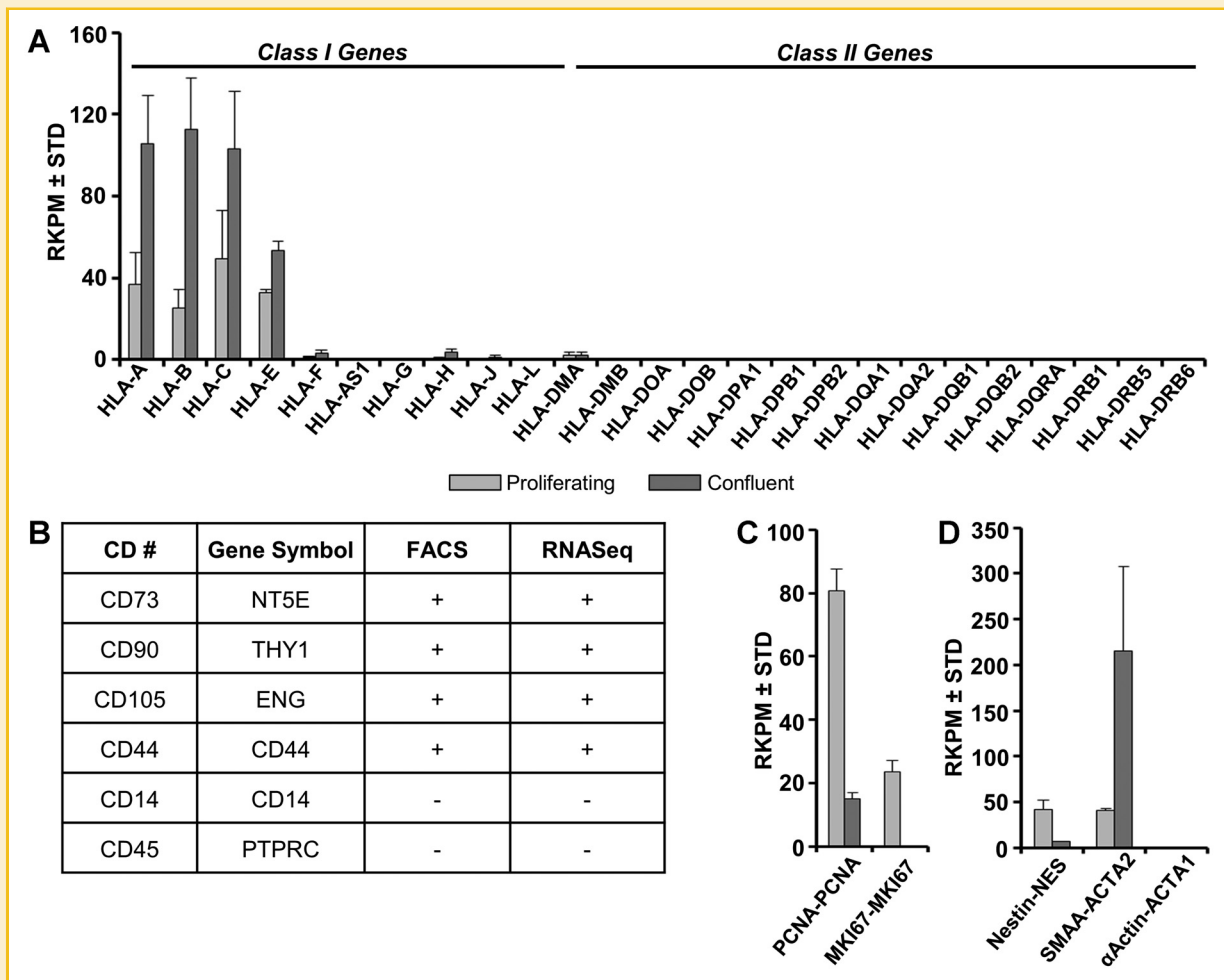 A
Class I Genes
Class II Genes
RKPM ± STD
160
120
80
40
0
HLA-A
HLA-B
HLA-C
HLA-E
HLA-F
HLA-AS1
HLA-G
HLA-H
HLA-J
HLA-L
HLA-DMA
HLA-DMB
HLA-DOA
HLA-DOB
HLA-DPA1
HLA-DPB1
HLA-DPB2
HLA-DQA1
HLA-DQA2
HLA-DQB1
HLA-DQB2
HLA-DQRA
HLA-DRB1
HLA-DRB5
HLA-DRB6
Proliferating
Confluent
B
CD # Gene Symbol FACS RNASeq
CD73 NT5E + +
CD90 THY1 + +
CD105 ENG + +
CD44 CD44 + +
CD14 CD14 - -
CD45 PTPRC - -
C
RKPM ± STD
100
80
60
40
20
0
PCNA-PCNA
MKI67-MKI67
D
RKPM ± STD
350
300
250
200
150
100
50
0
Nestin-NES
SMAA-ACTA2
αActin-ACTA1